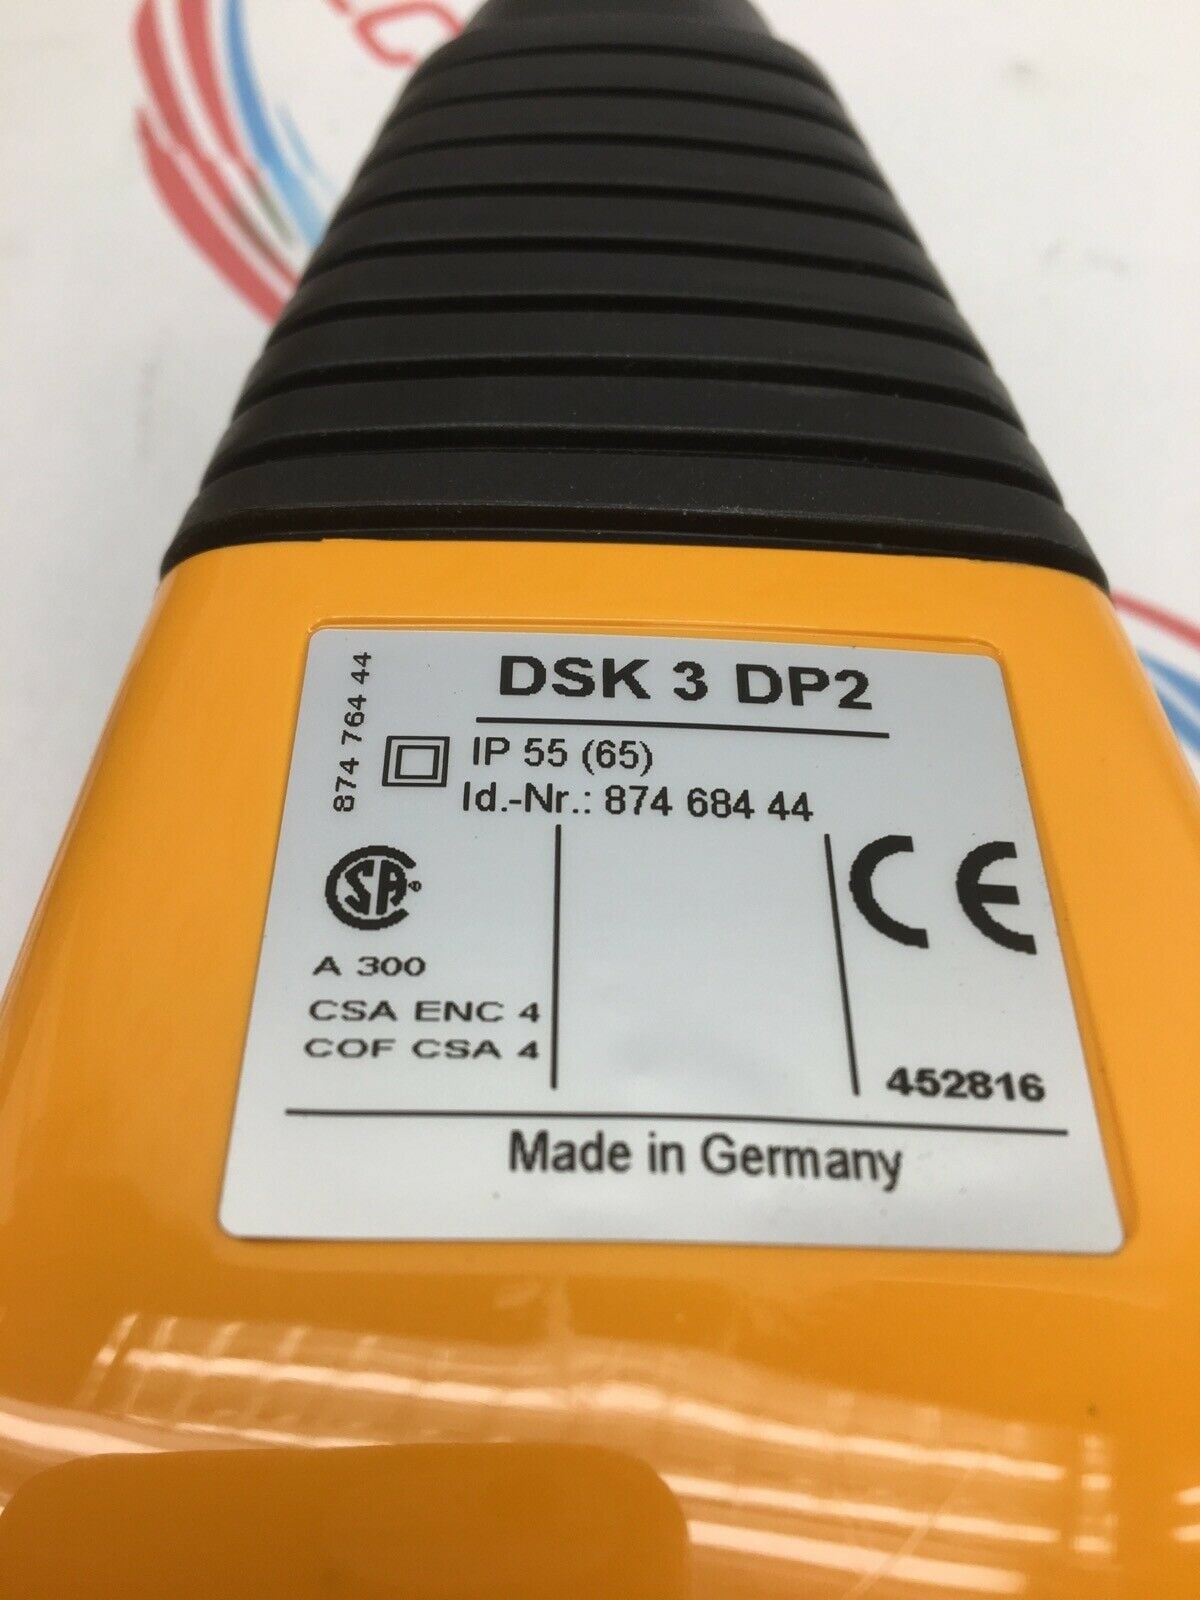 DSK 3 DP2
874 764 44
IP 55 (65)
Id.-Nr.: 874 684 44
CSA®
CE
A 300
CSA ENC 4
COF CSA 4
452816
Made in Germany